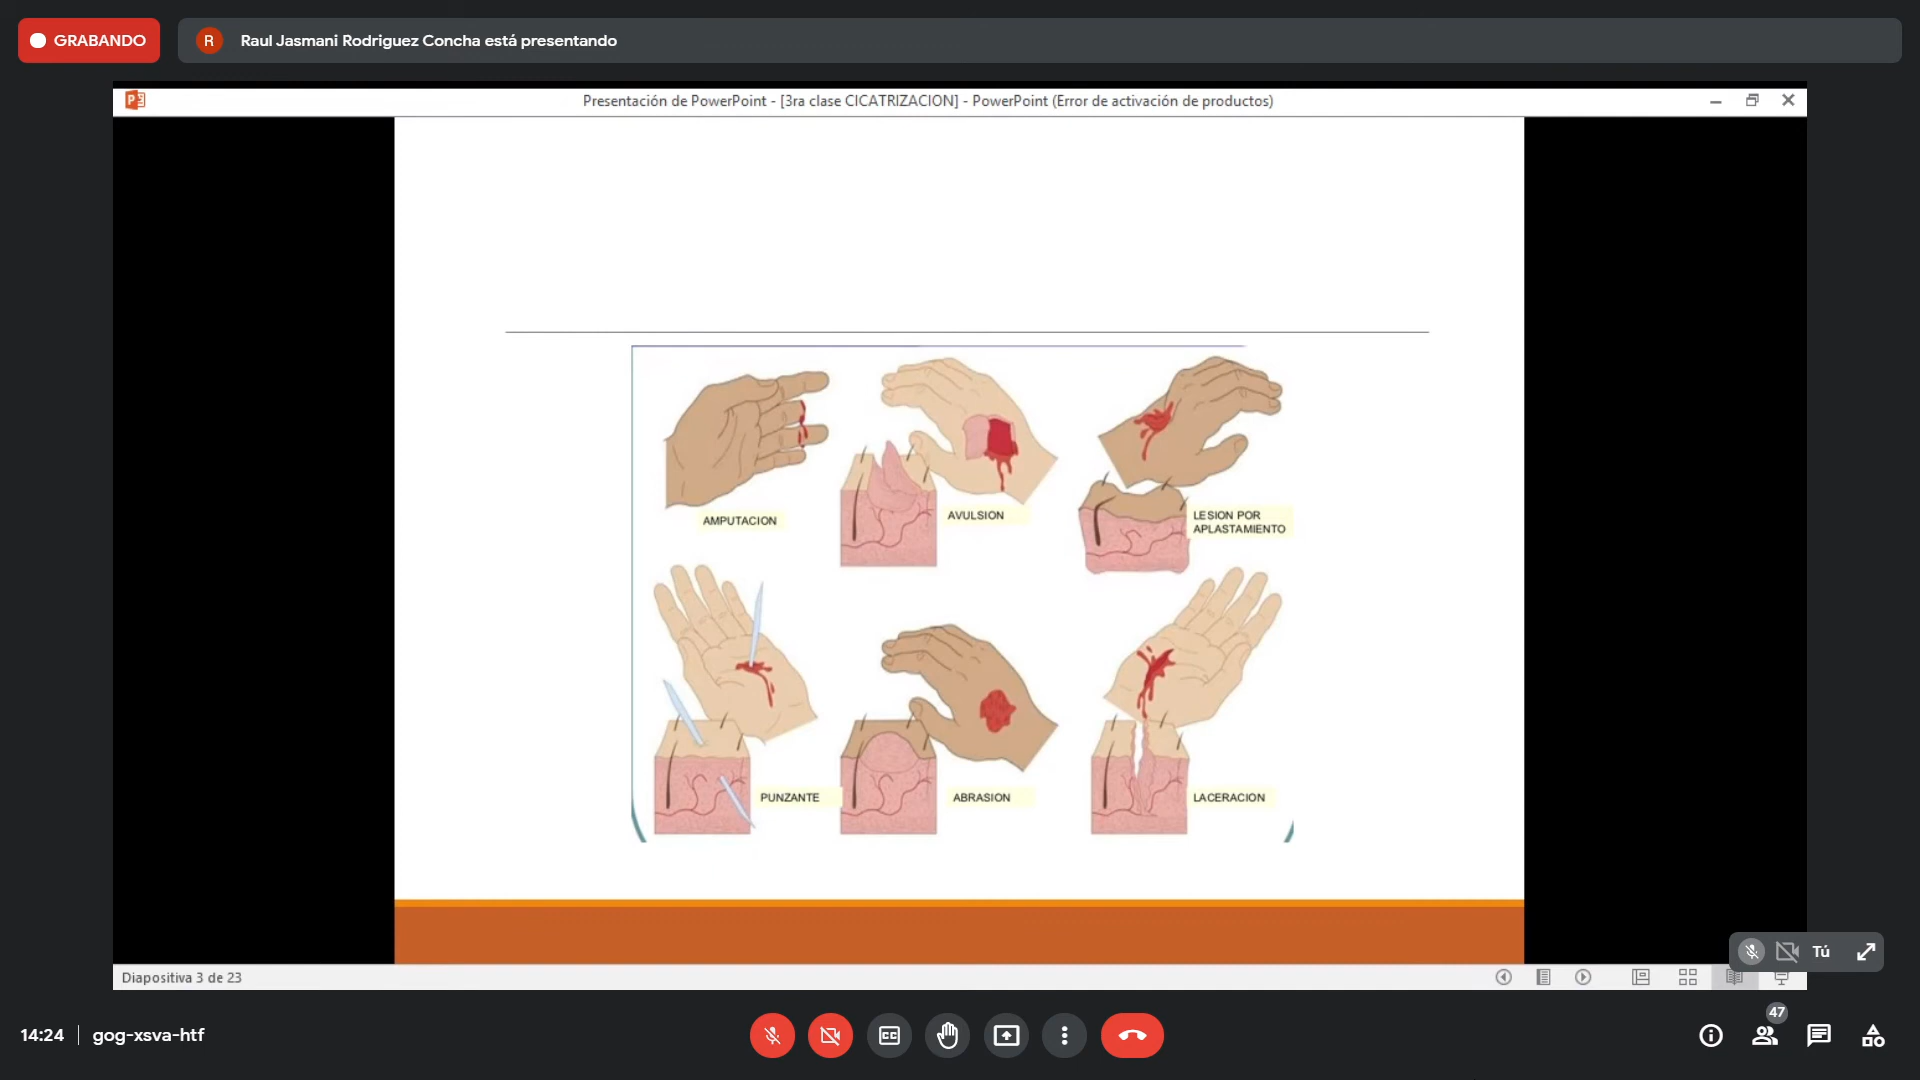 GRABANDO
R
Raul Jasmani Rodriguez Concha está presentando
Presentación de PowerPoint - [3ra clase CICATRIZACION] - PowerPoint (Error de activación de productos)
AMPUTACION
AVULSION
LESION POR
APLASTAMIENTO
PUNZANTE
ABRASION
LACERACION
Tú
Diapositiva 3 de 23
14:24
gog-xsva-htf
47